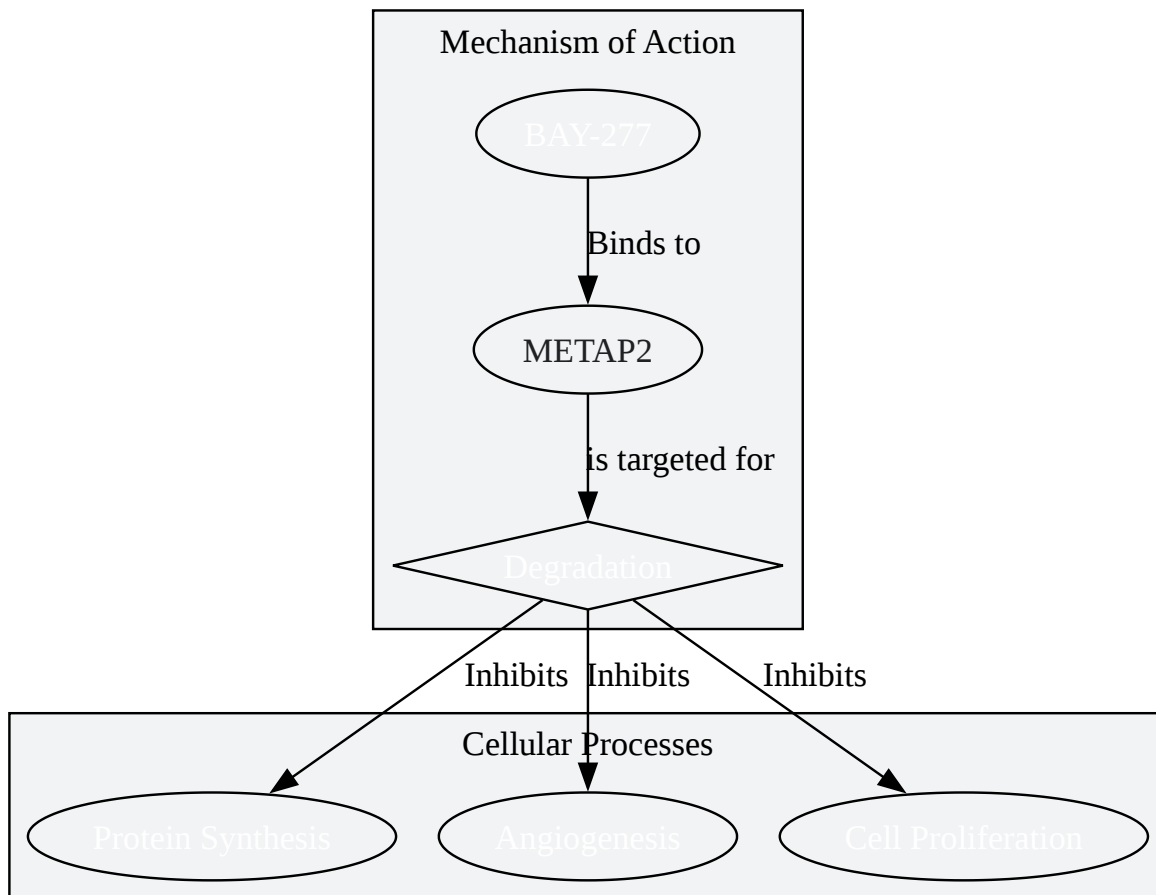 Mechanism of Action
BAY-277
Binds to
METAP2
is targeted for
Degradation
Inhibits
Inhibits
Inhibits
Cellular Processes
Protein Synthesis
Angiogenesis
Cell Proliferation